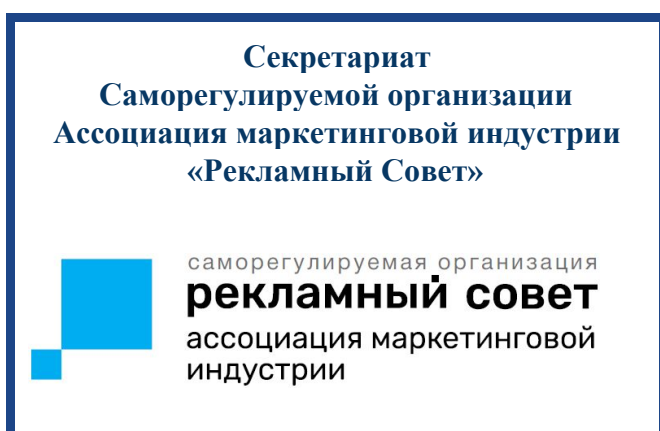 Секретариат
Саморегулируемой организации
Ассоциация маркетинговой индустрии
«Рекламный Совет»
саморегулируемая организация
рекламный совет
ассоциация маркетинговой
индустрии